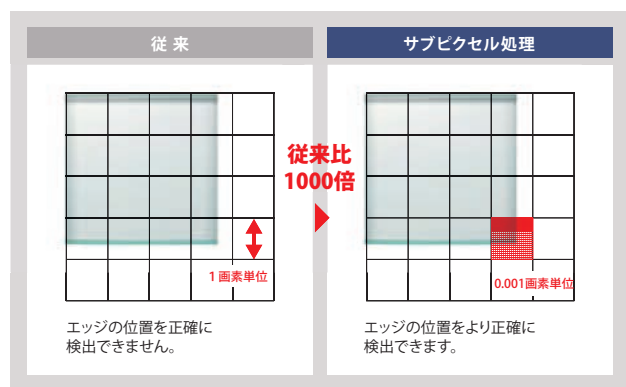 従来
サブピクセル処理
従来比
1000倍
1画素単位
0.001画素単位
エッジの位置を正確に
検出できません。
エッジの位置をより正確に
検出できます。